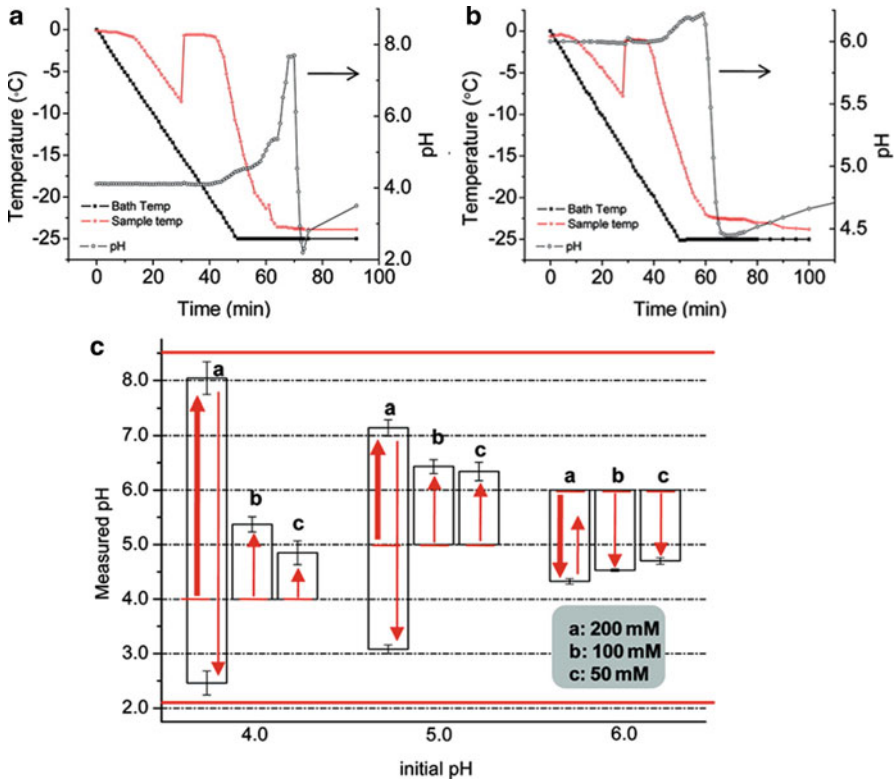 a
0
-5
-10
-15
-20
-25
Temperature (◦C)
8.0
6.0
4.0
2.0
pH
Bath Temp
Sample temp
pH
0 20 40 60 80 100
Time (min)
b
0
-5
-10
-15
-20
-25
Temperature (°C)
6.0
5.5
5.0
4.5
pH
Bath Temp
Sample temp
pH
0 20 40 60 80 100
Time (min)
c
8.0
7.0
6.0
5.0
4.0
3.0
2.0
Measured pH
a
b
c
a
b
c
a b c
a: 200 mM
b: 100 mM
c: 50 mM
4.0 5.0 6.0
initial pH